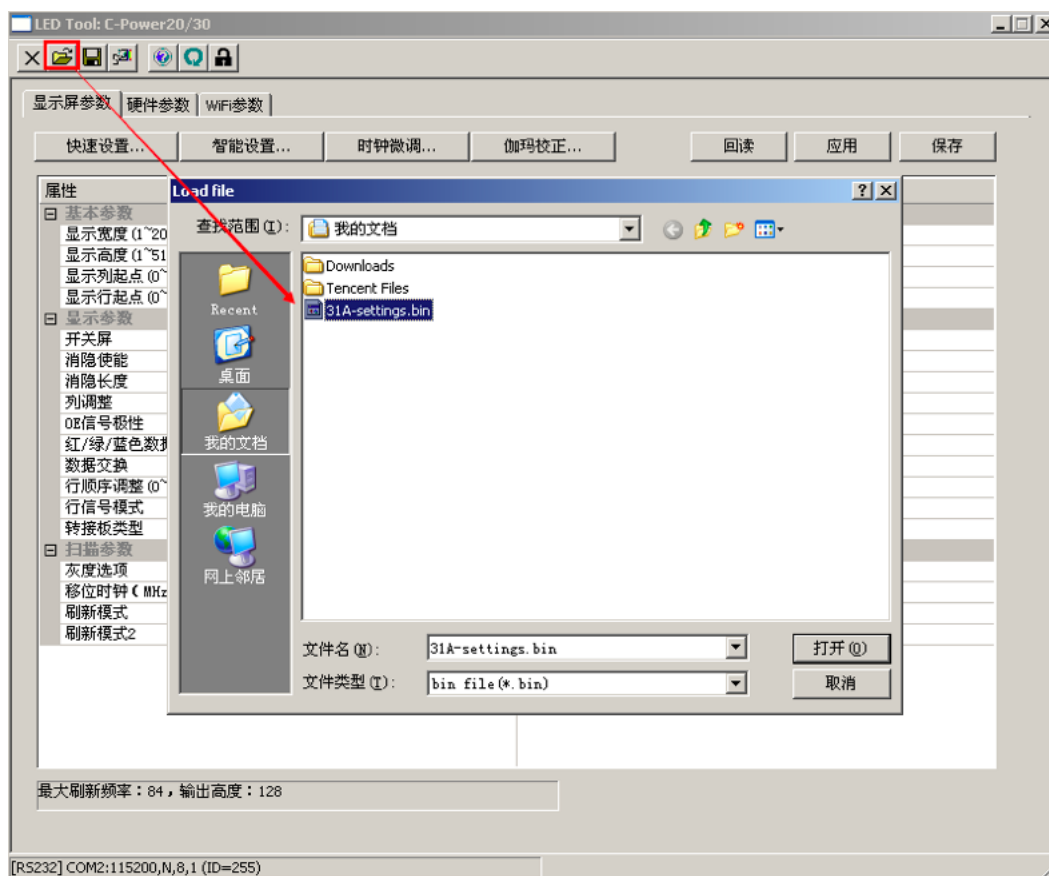 LED Tool: C-Power20/30
显示屏参数 硬件参数 WiFi参数
快速设置... 智能设置... 时钟微调... 伽玛校正... 回读 应用 保存
属性
Load file
基本参数
显示宽度(1~20
显示高度(1~51
显示列起点(0~
显示行起点(0~
显示参数
开关屏
消隐使能
消隐长度
列调整
OE信号极性
红/绿/蓝色数据
数据交换
行顺序调整(0~
行信号模式
转接板类型
扫描参数
灰度选项
移位时钟(MHz
刷新模式
刷新模式2
查找范围(I): 我的文档
Recent
桌面
我的文档
我的电脑
网上邻居
Downloads
Tencent Files
31A-settings.bin
文件名(N): 31A-settings.bin 打开(O)
文件类型(T): bin file(*.bin) 取消
最大刷新频率：84，输出高度：128
[RS232] COM2:115200,N,8,1 (ID=255)